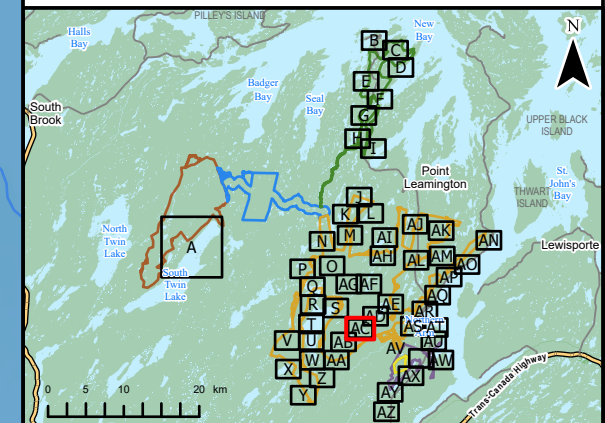 PILLEY'S ISLAND
Halls
Bay
New
Bay
N
B
C
D
E
F
G
H
I
Badger
Bay
Seal
Bay
South
Brook
UPPER BLACK
ISLAND
Point
Leamington
St.
John's
Bay
THWART
ISLAND
J
K
L
M
N
AI
AH
AJ
AK
AL
AM
AN
AO
AP
AQ
AR
Lewisporte
North
Twin
Lake
A
South
Twin
Lake
O
P
Q
R
S
T
U
V
W
X
Y
Z
AA
AB
AC
AD
AE
AF
AG
AS
AT
AU
AV
AW
AX
AY
AZ
Trans-Canada Highway
0 5 10 20 km